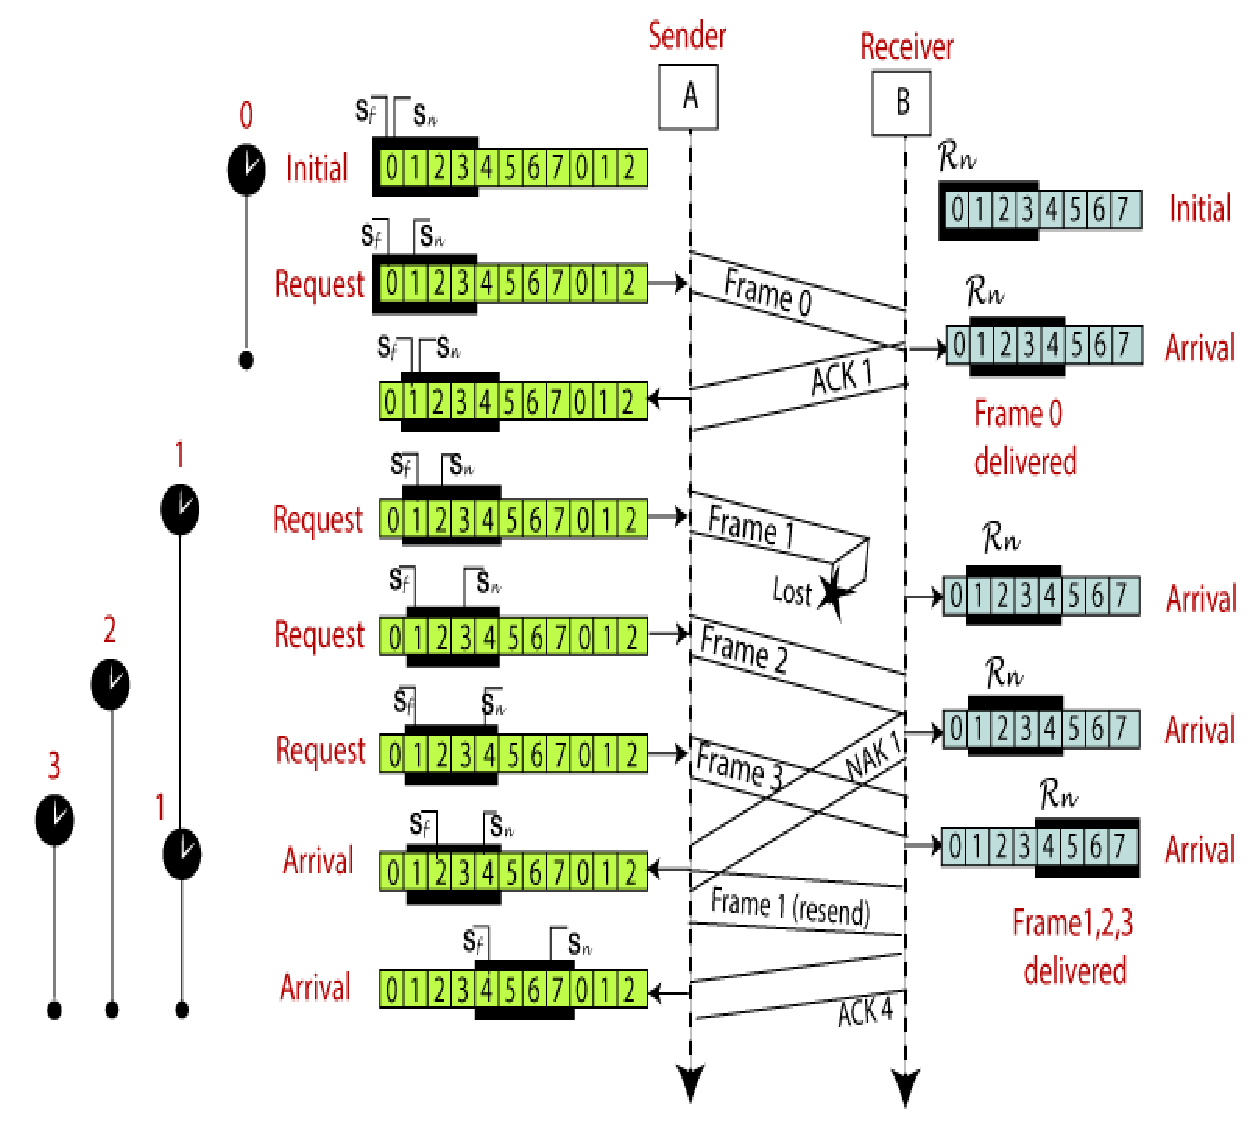 Sender
Receiver
A
B
0
Sf Sn
Initial
0 1 2 3 4 5 6 7 0 1 2
Rn
0 1 2 3 4 5 6 7
Initial
Sf Sn
Request
0 1 2 3 4 5 6 7 0 1 2
Frame 0
Rn
0 1 2 3 4 5 6 7
Arrival
Sf Sn
0 1 2 3 4 5 6 7 0 1 2
ACK 1
Frame 0
delivered
1
Sf Sn
Request
0 1 2 3 4 5 6 7 0 1 2
Frame 1
Lost
Rn
0 1 2 3 4 5 6 7
Arrival
2
Sf Sn
Request
0 1 2 3 4 5 6 7 0 1 2
Frame 2
Rn
0 1 2 3 4 5 6 7
Arrival
3
Sf Sn
Request
0 1 2 3 4 5 6 7 0 1 2
Frame 3
NAK 1
Rn
0 1 2 3 4 5 6 7
Arrival
1
Sf Sn
Arrival
0 1 2 3 4 5 6 7 0 1 2
Frame 1 (resend)
Frame1,2,3
delivered
Sf Sn
Arrival
0 1 2 3 4 5 6 7 0 1 2
ACK 4